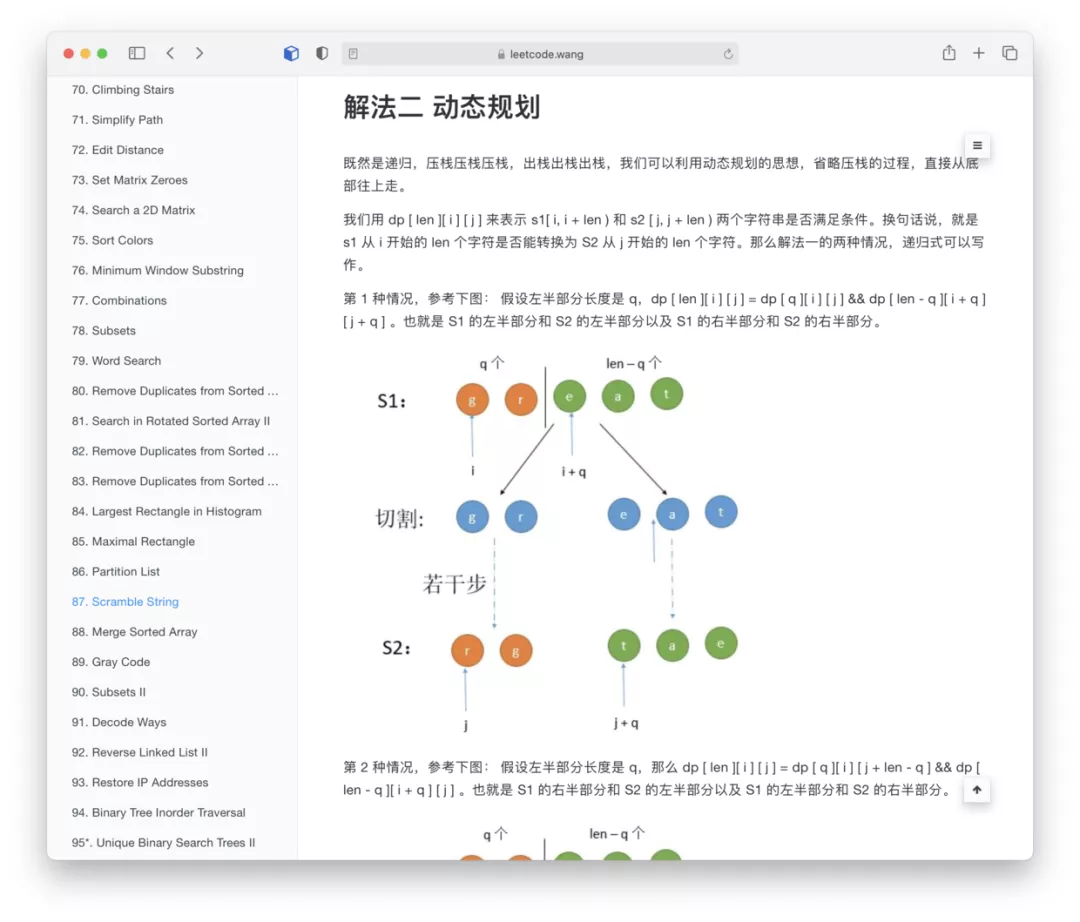 leetcode.wang
70. Climbing Stairs
71. Simplify Path
72. Edit Distance
73. Set Matrix Zeroes
74. Search a 2D Matrix
75. Sort Colors
76. Minimum Window Substring
77. Combinations
78. Subsets
79. Word Search
80. Remove Duplicates from Sorted ...
81. Search in Rotated Sorted Array II
82. Remove Duplicates from Sorted ...
83. Remove Duplicates from Sorted ...
84. Largest Rectangle in Histogram
85. Maximal Rectangle
86. Partition List
87. Scramble String
88. Merge Sorted Array
89. Gray Code
90. Subsets II
91. Decode Ways
92. Reverse Linked List II
93. Restore IP Addresses
94. Binary Tree Inorder Traversal
95*. Unique Binary Search Trees II
解法二 动态规划
既然是递归，压栈压栈压栈，出栈出栈出栈，我们可以利用动态规划的思想，省略压栈的过程，直接从底
部往上走。
我们用 dp [ len ][ i ] [ j ] 来表示 s1[ i, i + len ) 和 s2 [ j, j + len ) 两个字符串是否满足条件。换句话说，就是
s1 从 i 开始的 len 个字符是否能转换为 S2 从 j 开始的 len 个字符。那么解法一的两种情况，递归式可以写
作。
第 1 种情况，参考下图： 假设左半部分长度是 q，dp [ len ][ i ] [ j ] = dp [ q ][ i ] [ j ] && dp [ len - q ][ i + q ]
[ j + q ] 。也就是 S1 的左半部分和 S2 的左半部分以及 S1 的右半部分和 S2 的右半部分。
q 个 len – q 个
S1: g r e a t
i i + q
切割: g r e a t
若干步
S2: r g t a e
j j + q
第 2 种情况，参考下图： 假设左半部分长度是 q，那么 dp [ len ][ i ] [ j ] = dp [ q ][ i ] [ j + len - q ] && dp [
len - q ][ i + q ] [ j ] 。也就是 S1 的右半部分和 S2 的左半部分以及 S1 的左半部分和 S2 的右半部分。
q 个 len – q 个